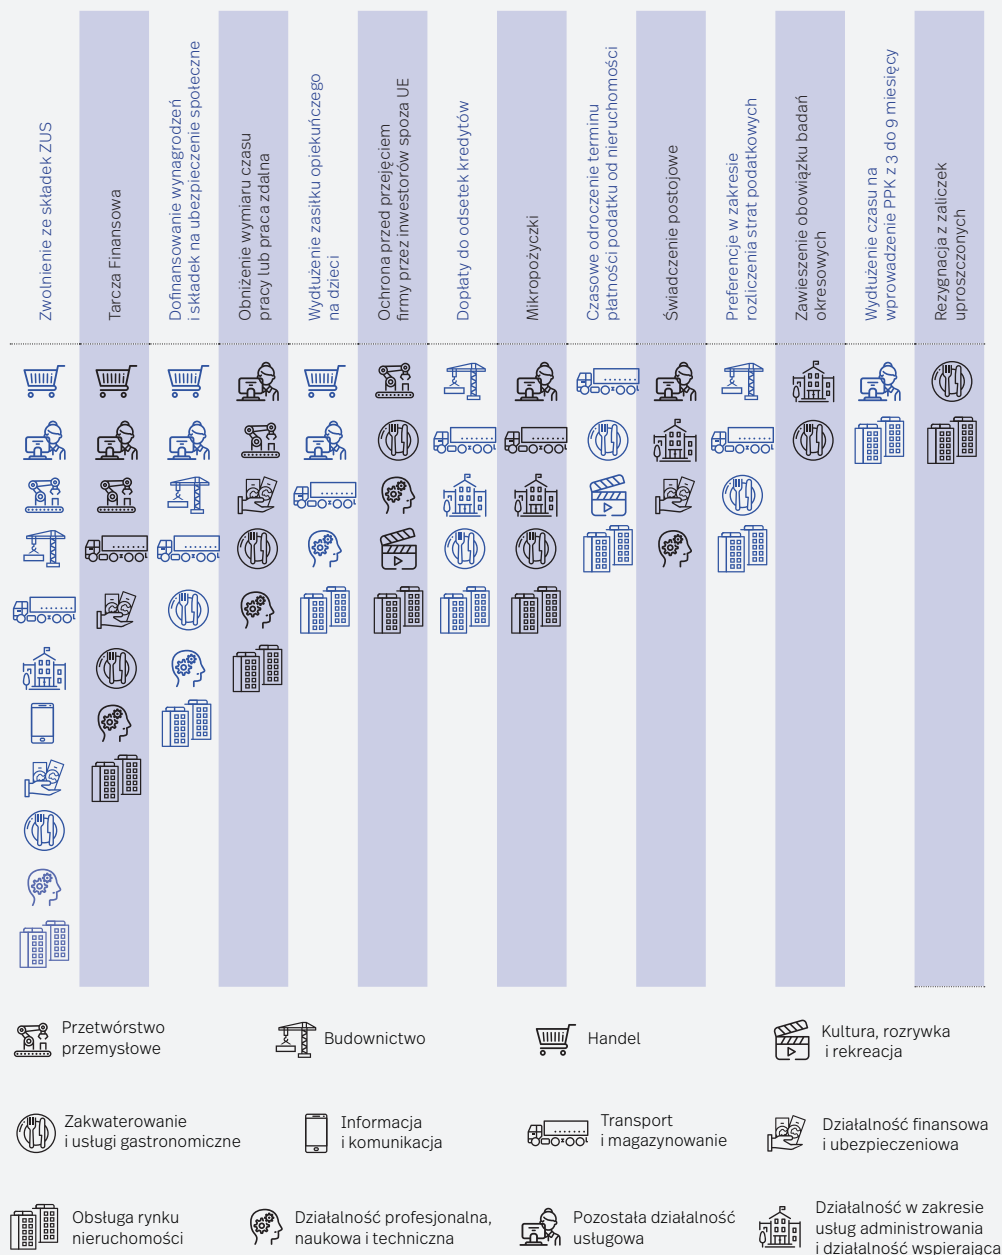 Zwolnienie ze składek ZUS
Tarcza Finansowa
Dofinansowanie wynagrodzeń
i składek na ubezpieczenie społeczne
Obniżenie wymiaru czasu
pracy lub praca zdalna
Wydłużenie zasiłku opiekuńczego
na dzieci
Ochrona przed przejęciem
firmy przez inwestorów spoza UE
Dopłaty do odsetek kredytów
Mikropożyczki
Czasowe odroczenie terminu
płatności podatku od nieruchomości
Świadczenie postojowe
Preferencje w zakresie
rozliczenia strat podatkowych
Zawieszenie obowiązku badań
okresowych
Wydłużenie czasu na
wprowadzenie PPK z 3 do 9 miesięcy
Rezygnacja z zaliczek
uproszczonych
Przetwórstwo
przemysłowe
Budownictwo
Handel
Kultura, rozrywka
i rekreacja
Zakwaterowanie
i usługi gastronomiczne
Informacja
i komunikacja
Transport
i magazynowanie
Działalność finansowa
i ubezpieczeniowa
Obsługa rynku
nieruchomości
Działalność profesjonalna,
naukowa i techniczna
Pozostała działalność
usługowa
Działalność w zakresie
usług administrowania
i działalność wspierająca